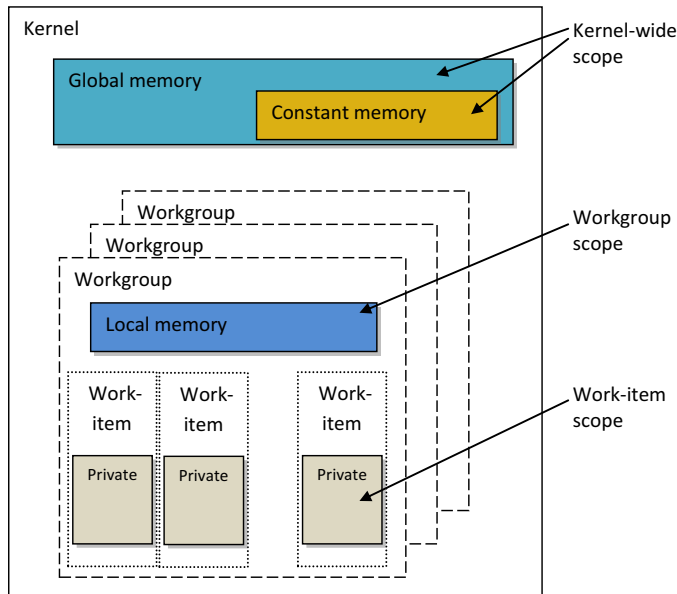 Kernel
Global memory
Constant memory
Kernel-wide
scope
Workgroup
Workgroup
Workgroup
Workgroup
scope
Local memory
Work-
item
Work-
item
Work-
item
Private
Private
Private
Work-item
scope